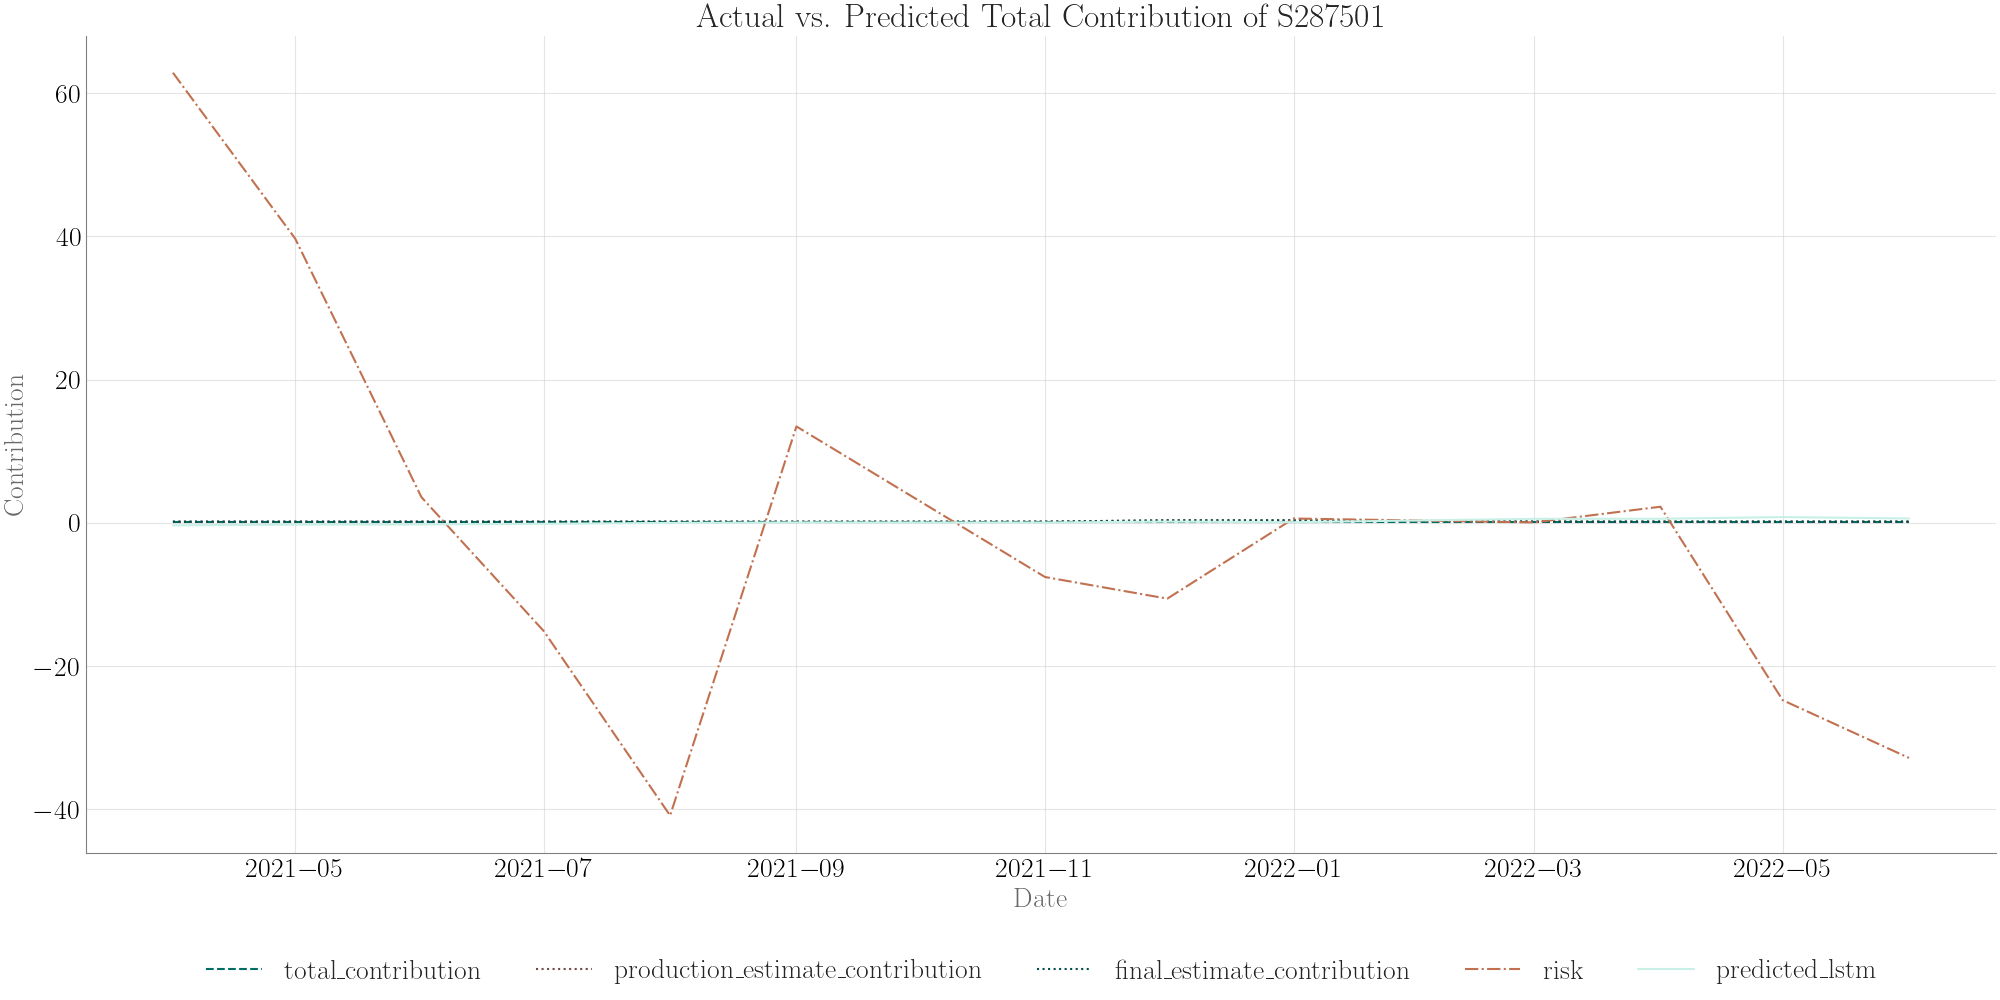 Actual vs. Predicted Total Contribution of S287501
Contribution
60
40
20
0
−20
−40
2021−05 2021−07 2021−09 2021−11 2022−01 2022−03 2022−05
Date
total_contribution production_estimate_contribution final_estimate_contribution risk predicted_lstm